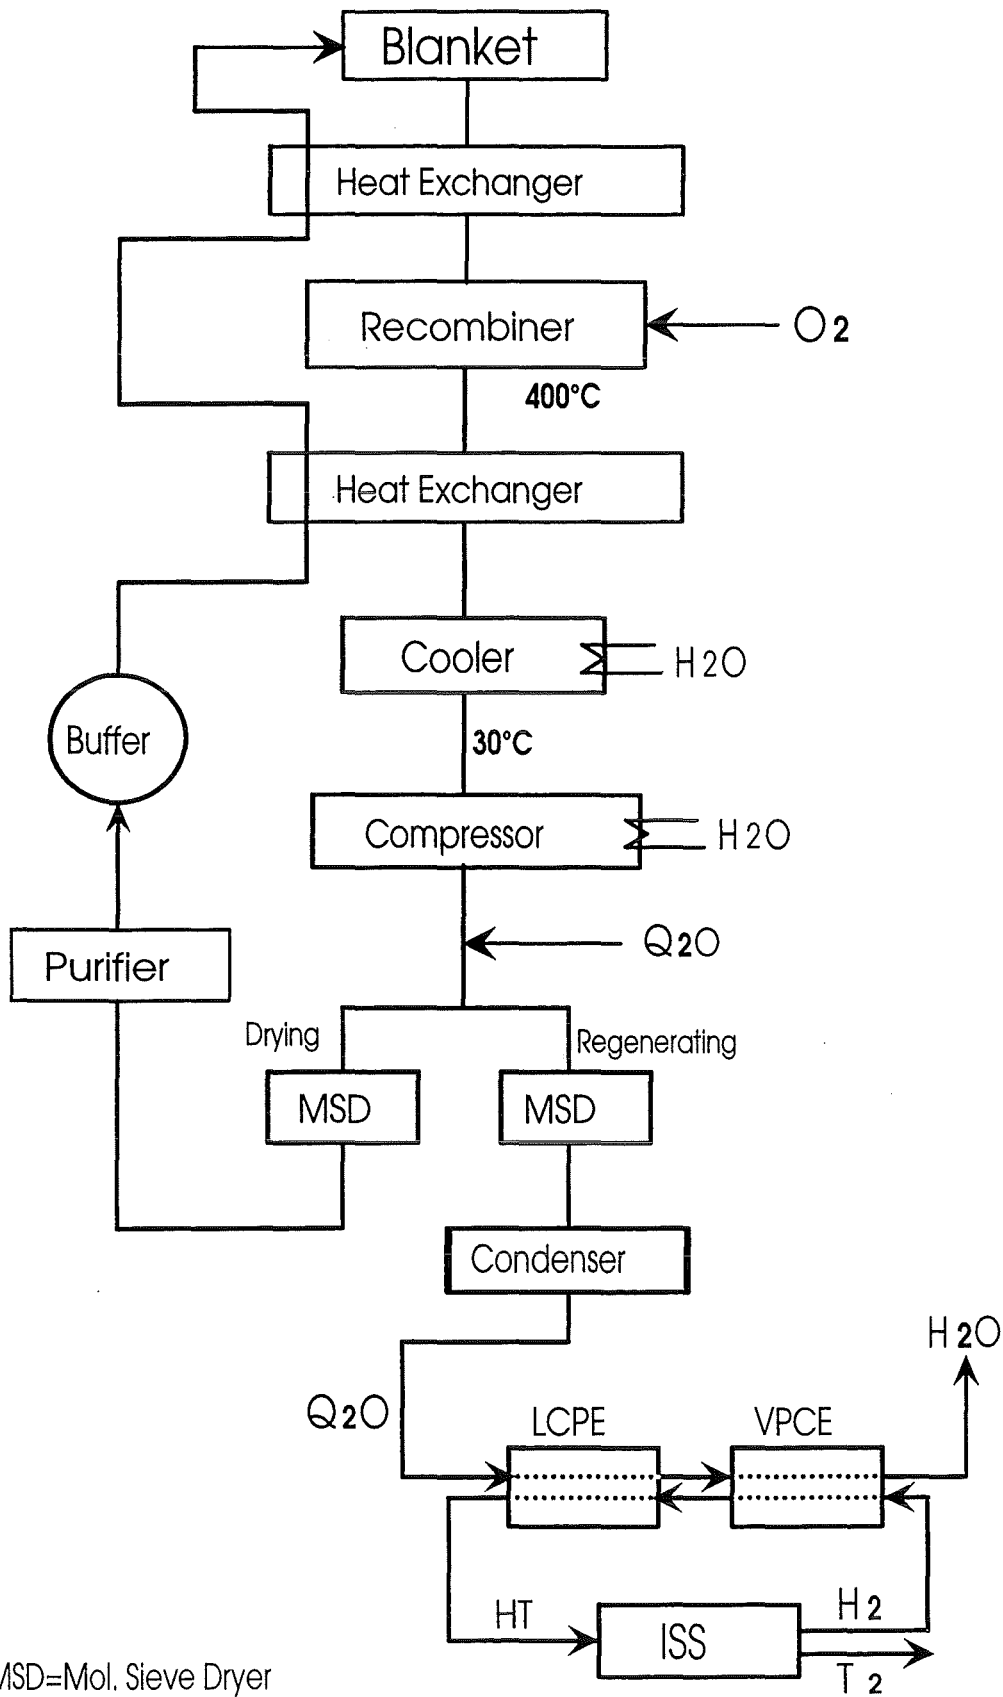 Blanket
Heat Exchanger
Recombiner
O2
400°C
Heat Exchanger
Cooler
H2O
Buffer
30°C
Compressor
H2O
Q2O
Purifier
Drying
Regenerating
MSD
MSD
Condenser
H2O
Q2O
LCPE
VPCE
HT
ISS
H2
T2
MSD=Mol. Sieve Dryer